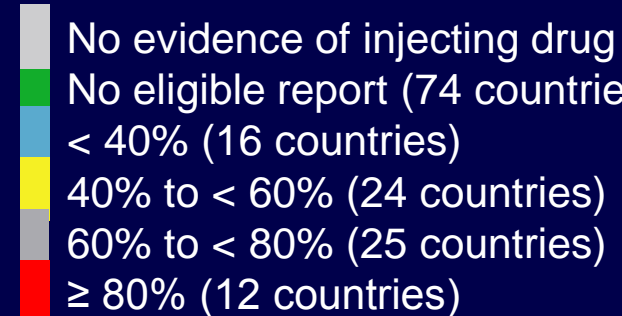 No evidence of injecting drug
No eligible report (74 countrie
< 40% (16 countries)
40% to < 60% (24 countries)
60% to < 80% (25 countries)
≥ 80% (12 countries)